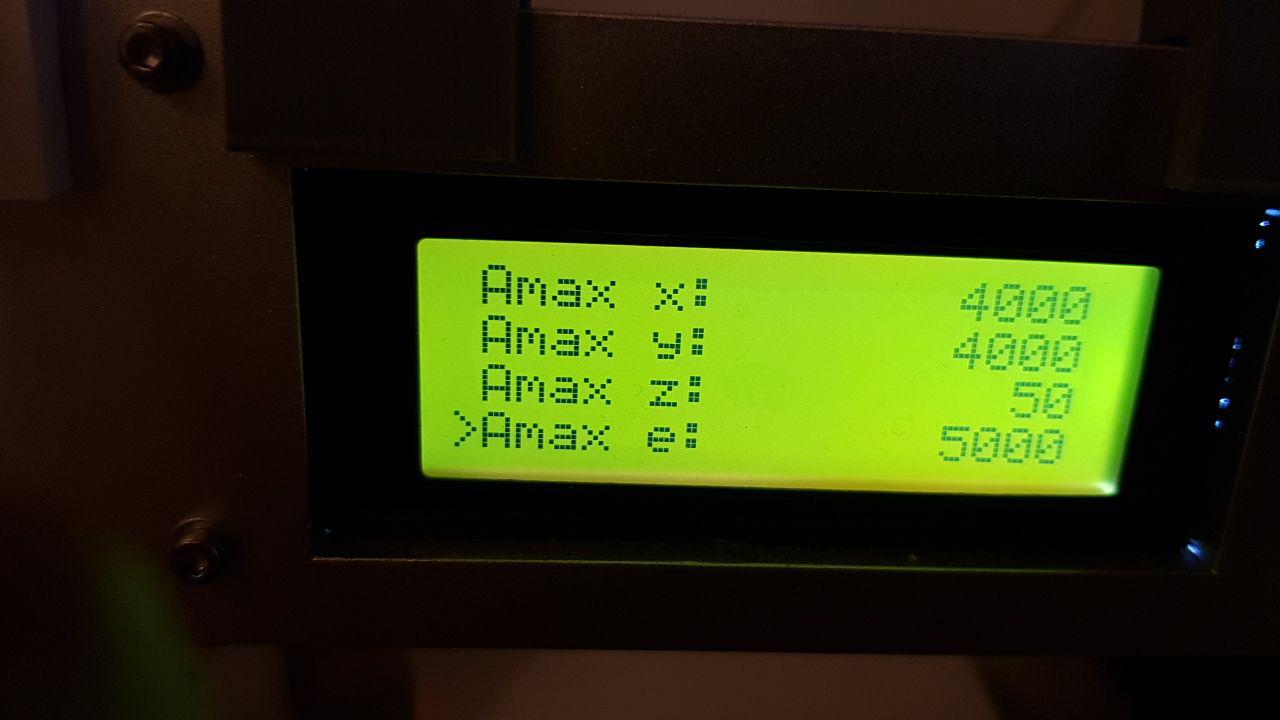 Amax x: 4000
Amax y: 4000
Amax z: 50
>Amax e: 5000